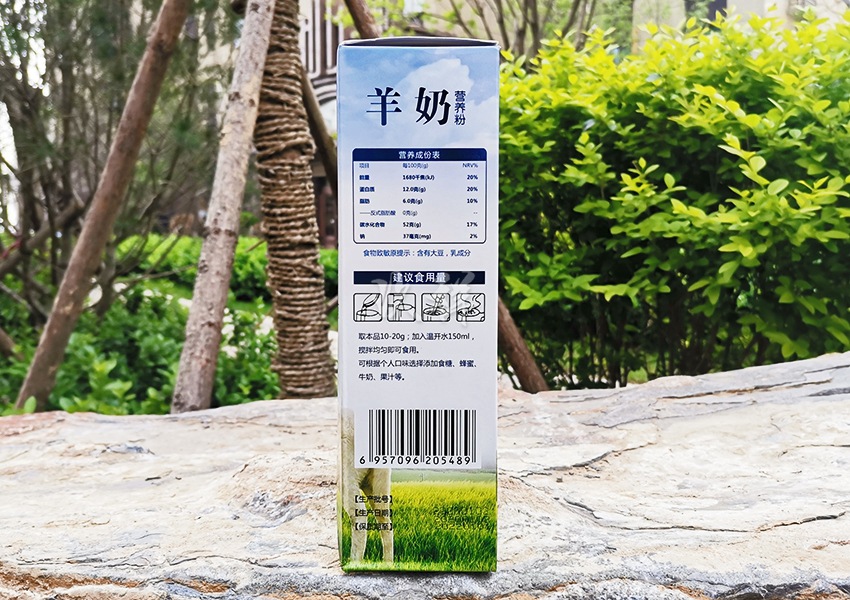 羊奶 营养粉
营养成份表
项目 每100克(g) NRV%
能量 1680千焦(kJ) 20%
蛋白质 12.0克(g) 20%
脂肪 6.0克(g) 10%
——反式脂肪酸 0克(g) --
碳水化合物 52克(g) 17%
钠 37毫克(mg) 2%
食物致敏原提示：含有大豆，乳成分
建议食用量
取本品10-20g；加入温开水150ml，
搅拌均匀即可食用。
可根据个人口味选择添加食糖、蜂蜜、
牛奶、果汁等。
6 957096 205489
【生产批号】
【生产日期】
【保质期至】